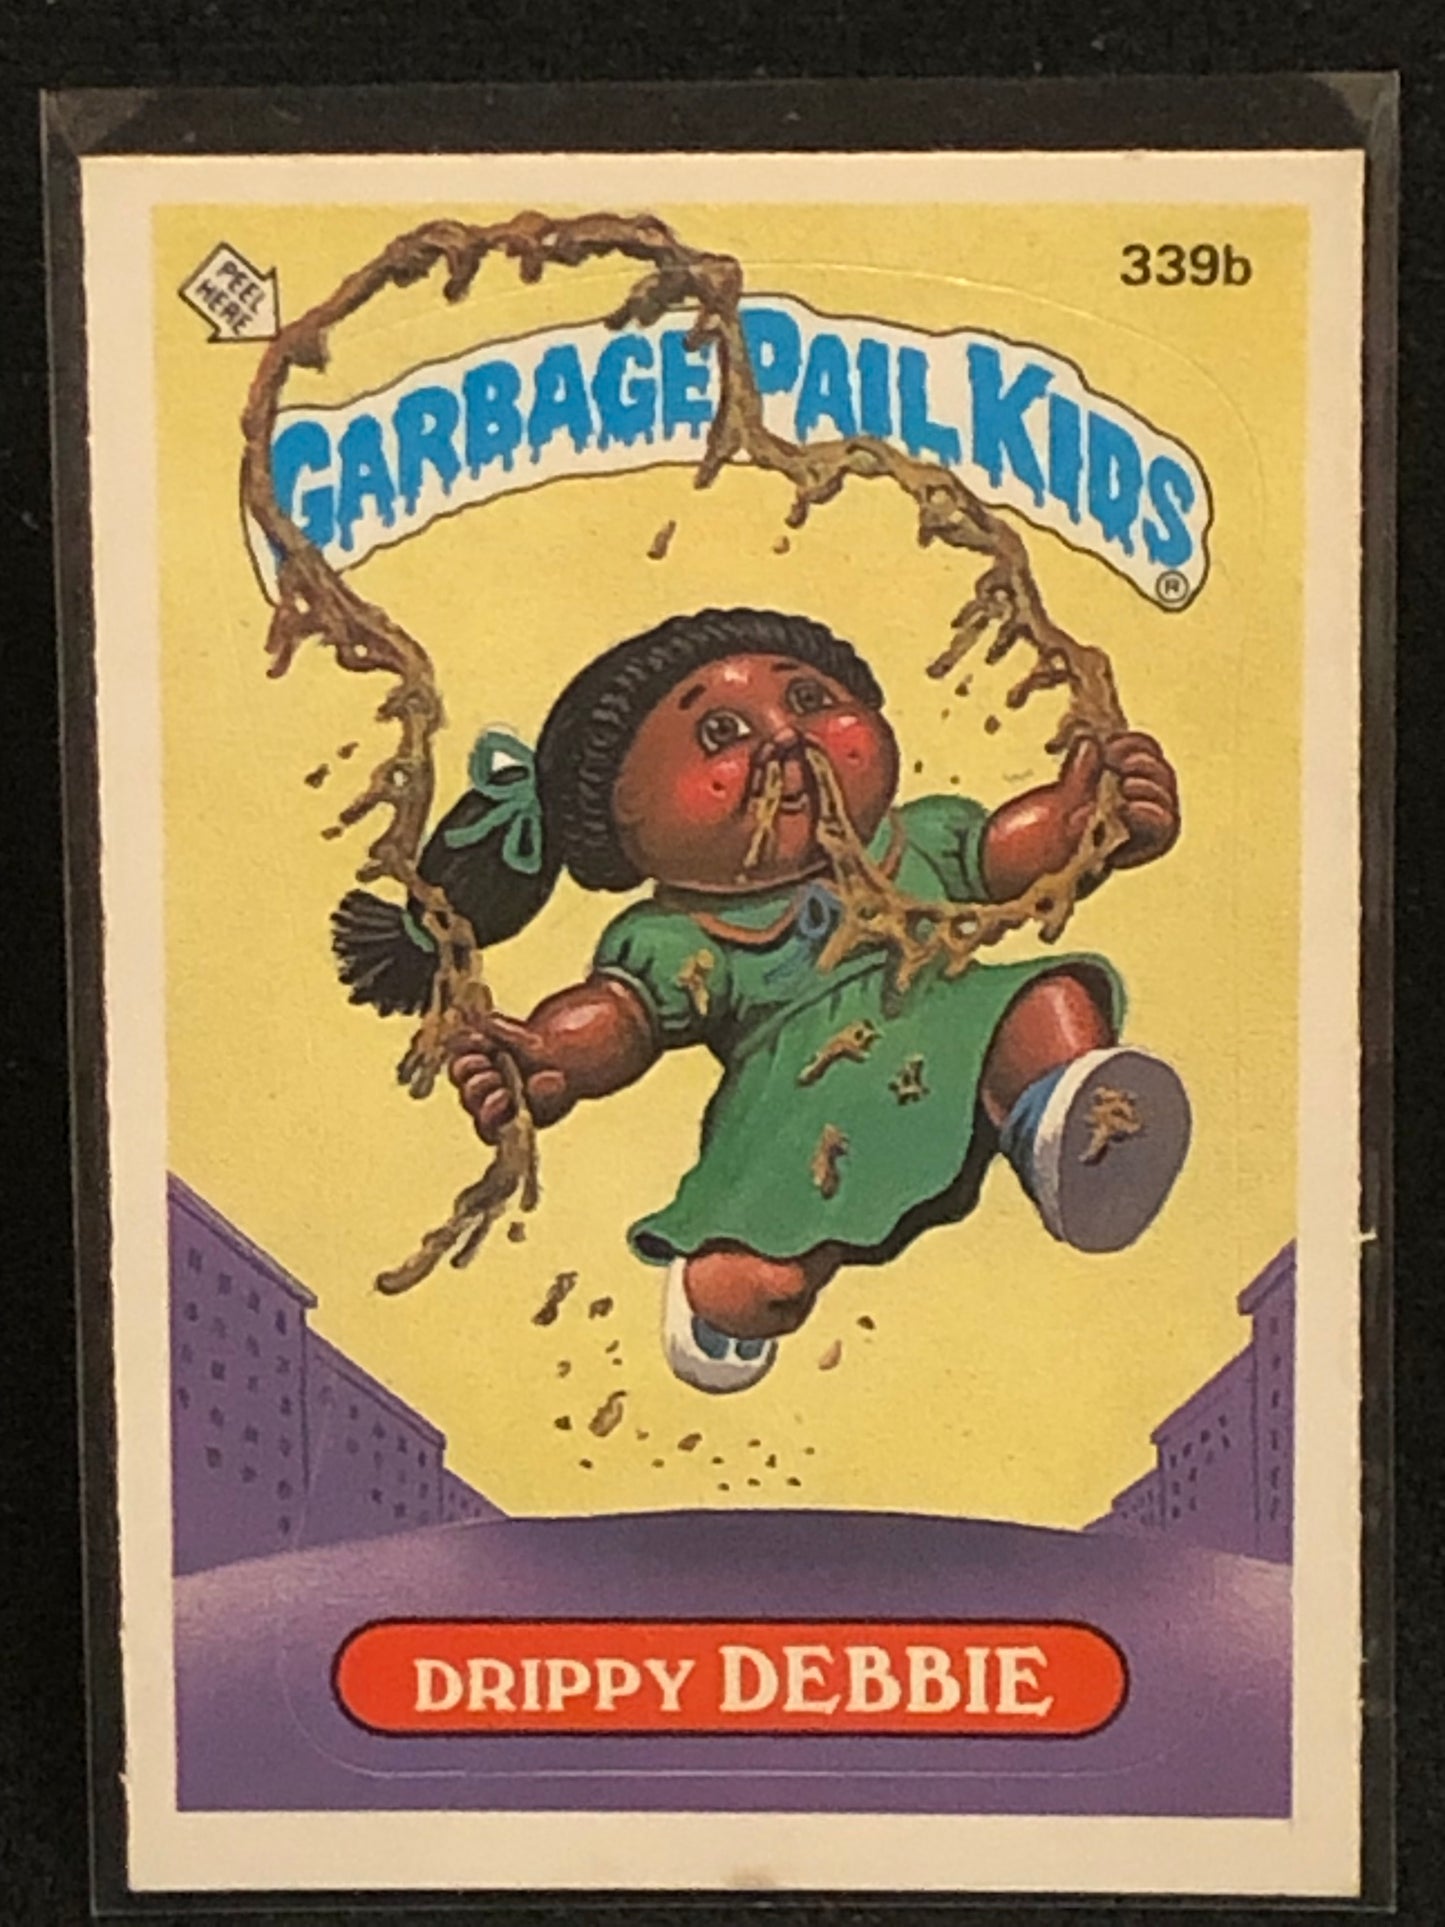 PEEL
HERE
339b
GARBAGE PAIL KIDS
®
DRIPPY DEBBIE